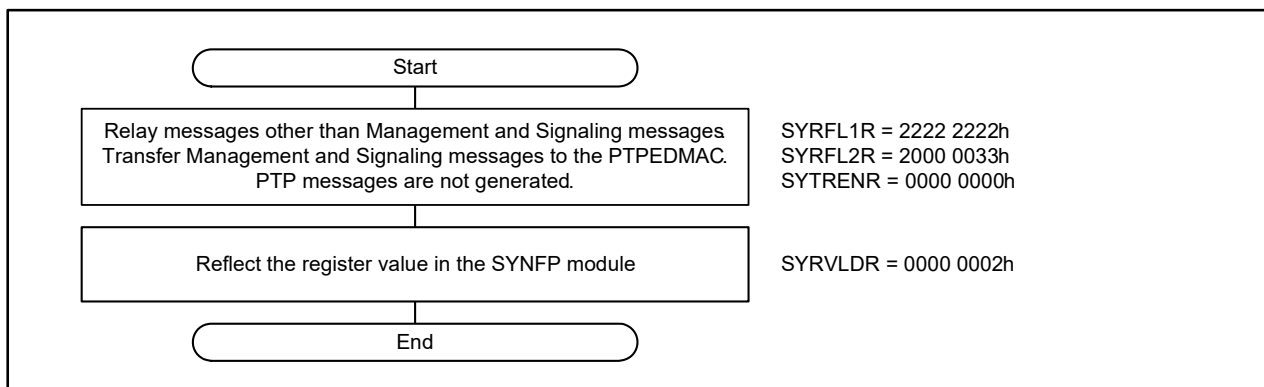 Start
Relay messages other than Management and Signaling messages.
Transfer Management and Signaling messages to the PTPEDMAC.
PTP messages are not generated.
SYRFL1R = 2222 2222h
SYRFL2R = 2000 0033h
SYTRENR = 0000 0000h
Reflect the register value in the SYNFP module
SYRVLDR = 0000 0002h
End